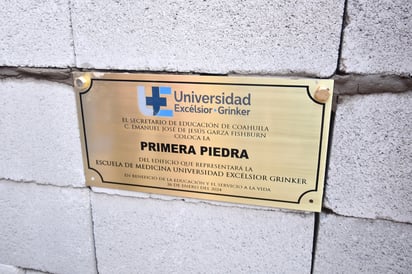 UE
Universidad
Excélsior-Grinker
EL SECRETARIO DE EDUCACIÓN DE COAHUILA
C. EMANUEL JOSÉ DE JESÚS GARZA FISHBURN
COLOCA LA
PRIMERA PIEDRA
DEL EDIFICIO QUE REPRESENTARA LA
ESCUELA DE MEDICINA UNIVERSIDAD EXCÉLSIOR GRINKER
EN BENEFICIO DE LA EDUCACIÓN Y EL SERVICIO A LA VIDA
26 DE ENERO DEL 2024